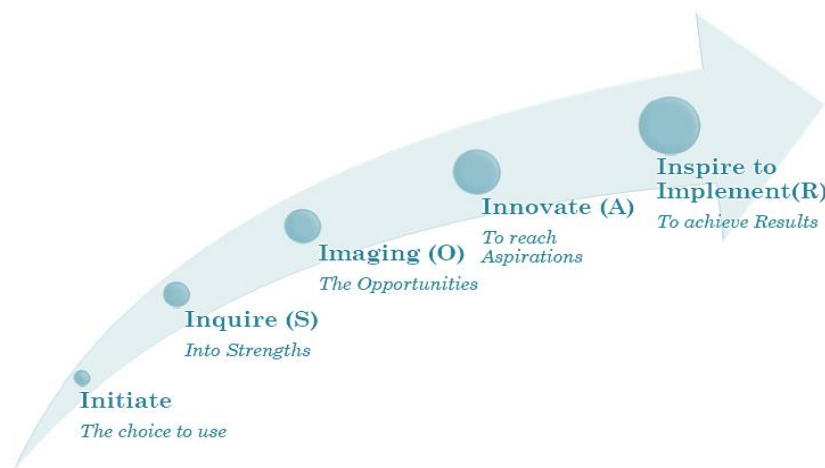 Initiate
The choice to use
Inquire (S)
Into Strengths
Imaging (O)
The Opportunities
Innovate (A)
To reach
Aspirations
Inspire to
Implement(R)
To achieve Results